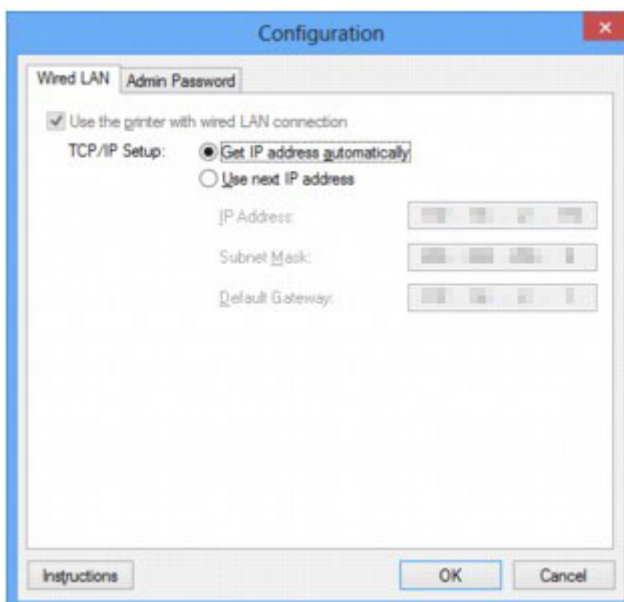 Configuration
Wired LAN
Admin Password
Use the printer with wired LAN connection
TCP/IP Setup:
Get IP address automatically
Use next IP address
IP Address:
Subnet Mask:
Default Gateway:
Instructions
OK
Cancel